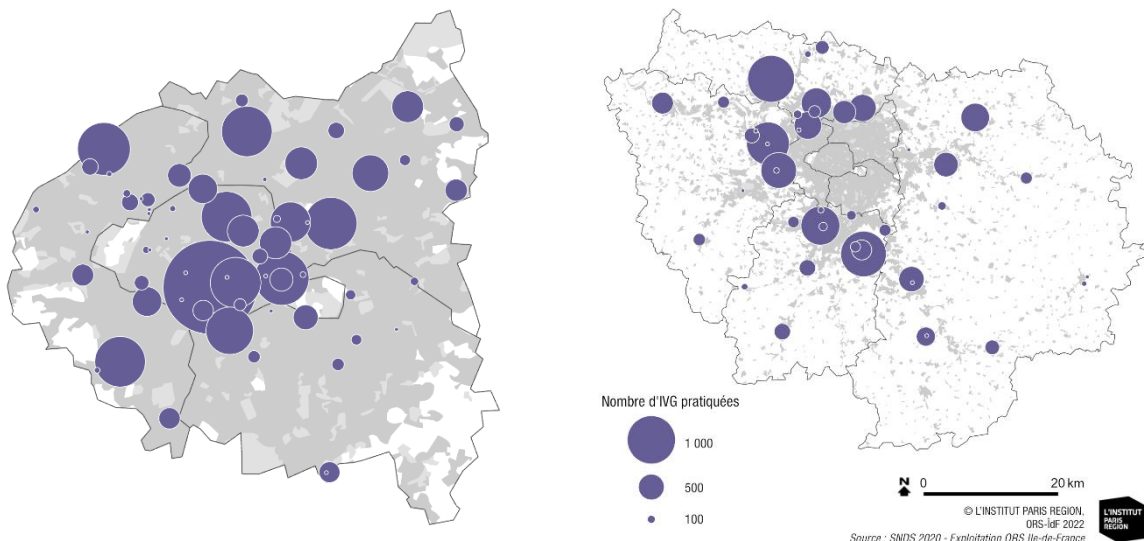 Nombre d'IVG pratiquées
1 000
500
100
N
0
20 km
© L'INSTITUT PARIS REGION,
ORS-ÎdF 2022
Source : SNDS 2020 - Exploitation ORS Ile-de-France
L'INSTITUT
PARIS
REGION